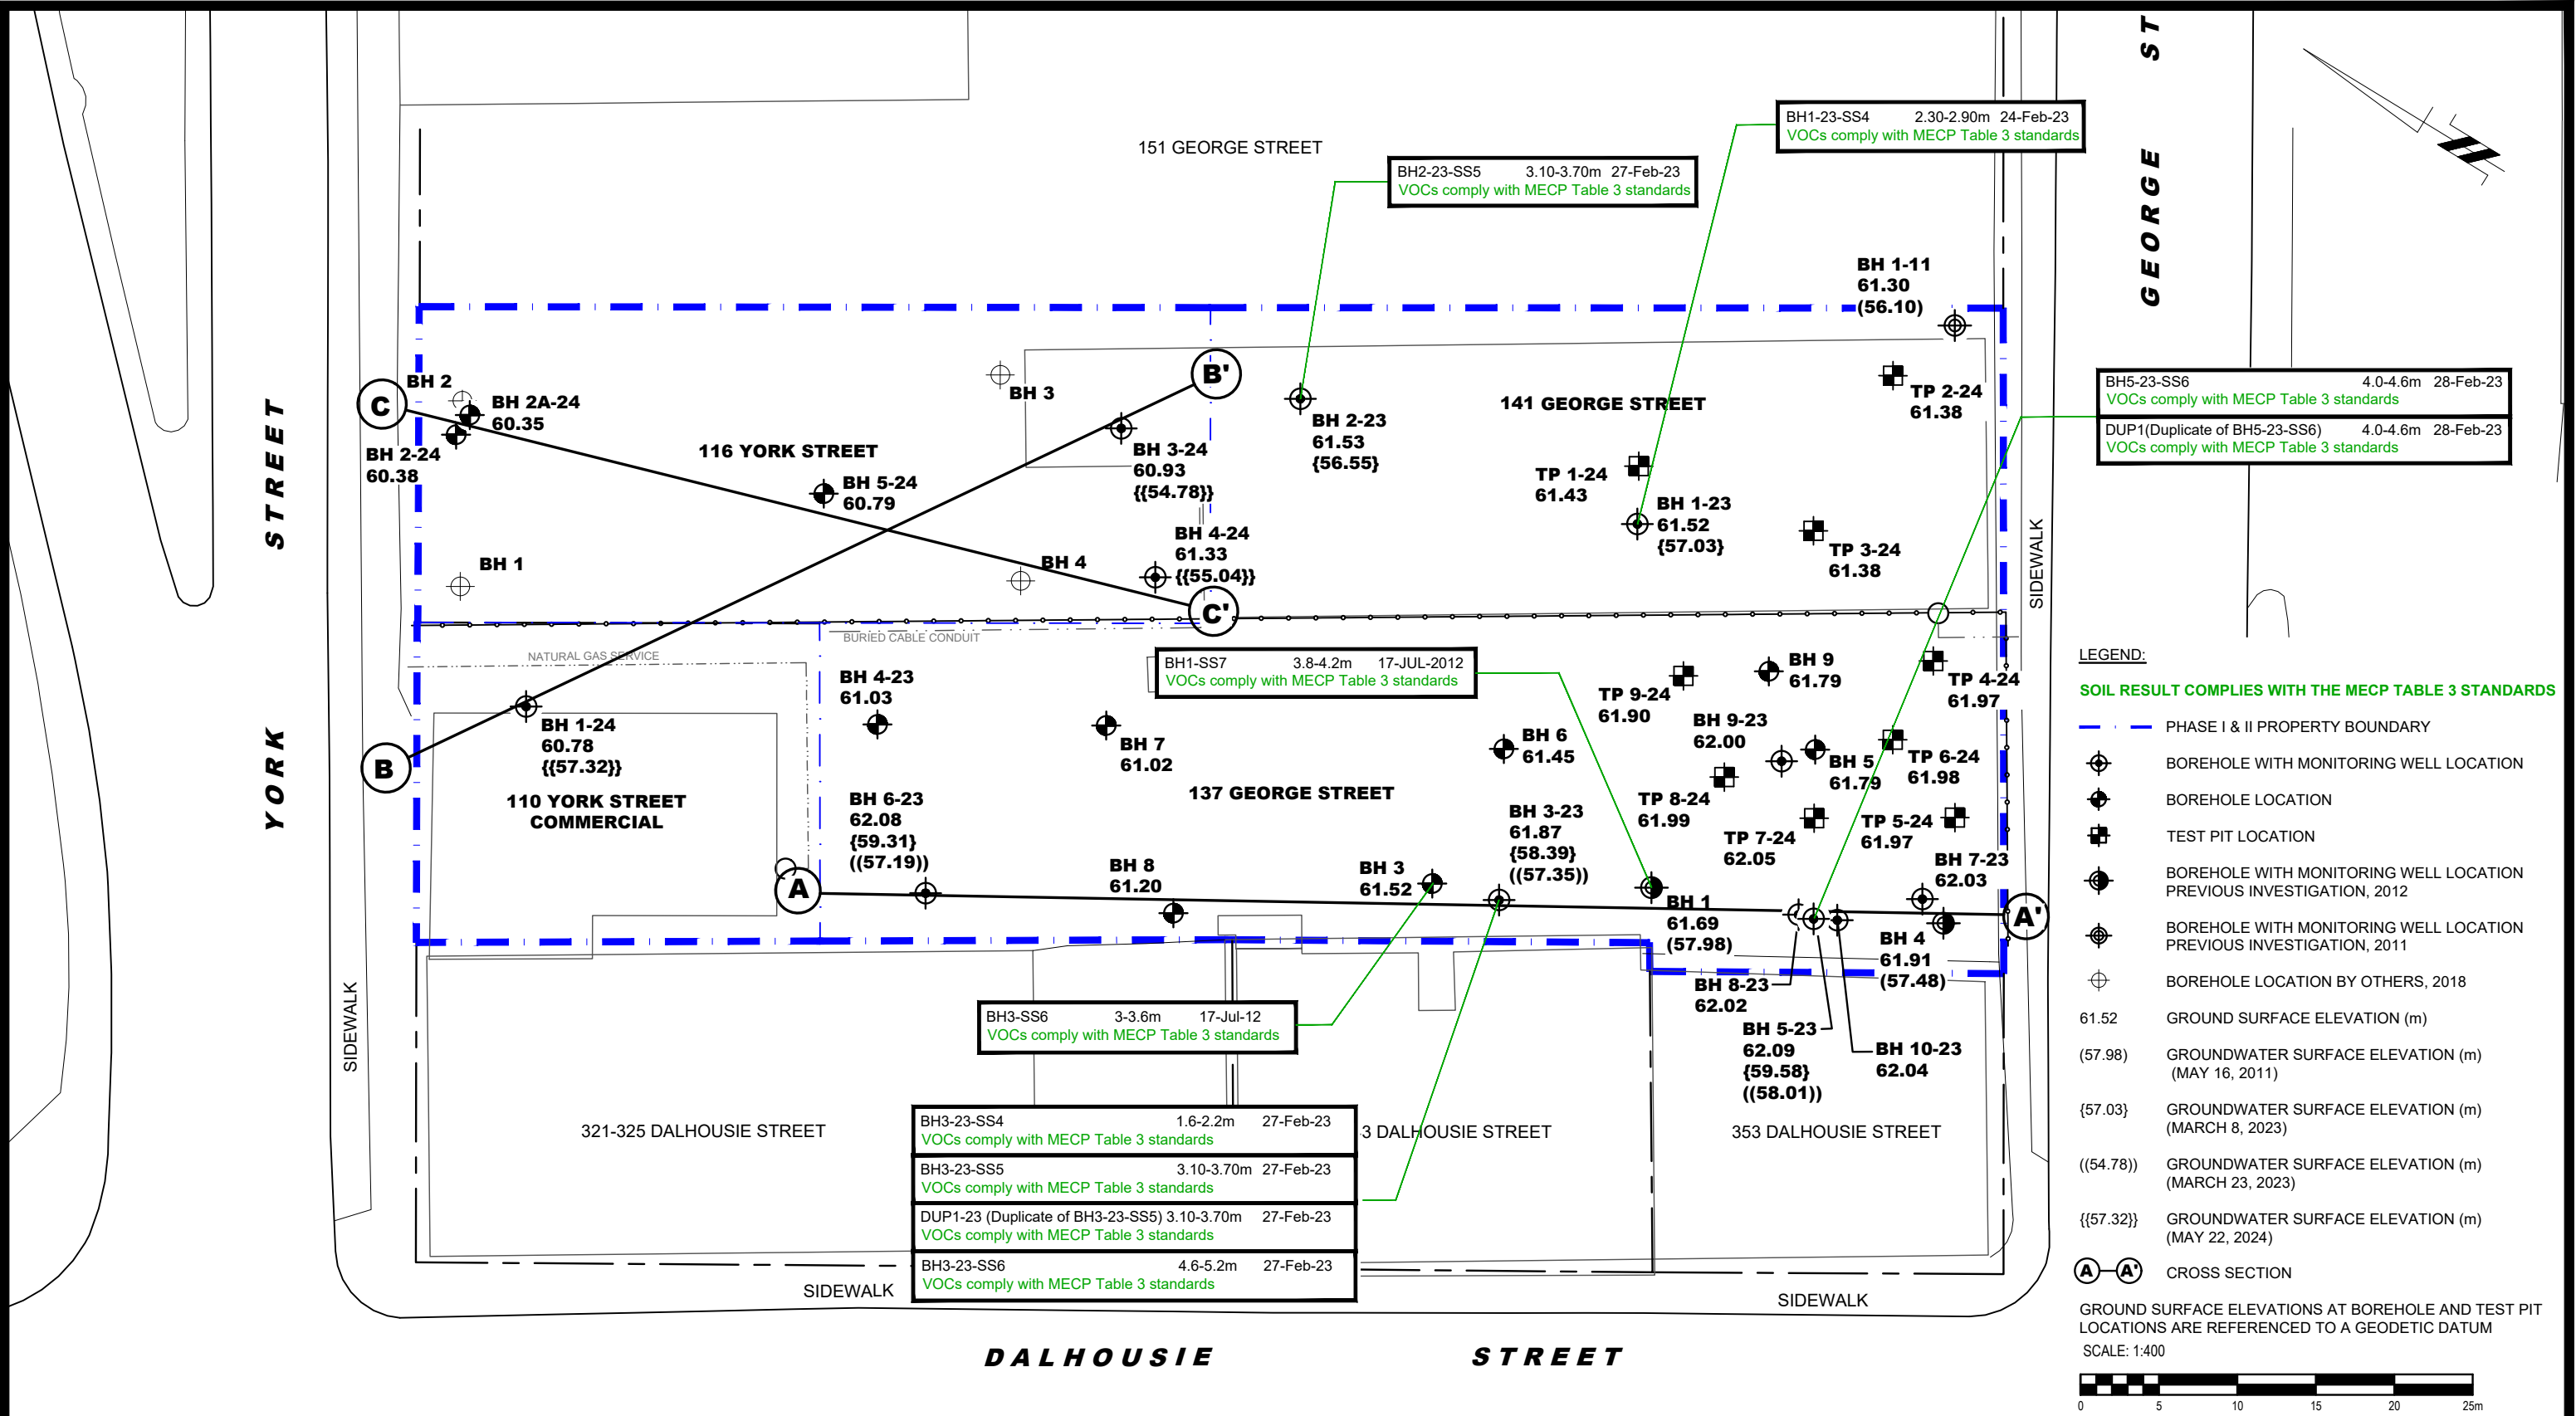 151 GEORGE STREET
BH1-23-SS4 2.30-2.90m 24-Feb-23
VOCs comply with MECP Table 3 standards
BH2-23-SS5 3.10-3.70m 27-Feb-23
VOCs comply with MECP Table 3 standards
GEORGE ST
BH 1-11
61.30
(56.10)
BH5-23-SS6 4.0-4.6m 28-Feb-23
VOCs comply with MECP Table 3 standards
DUP1(Duplicate of BH5-23-SS6) 4.0-4.6m 28-Feb-23
VOCs comply with MECP Table 3 standards
C
BH 2
BH 2A-24
60.35
BH 2-24
60.38
BH 3
B'
116 YORK STREET
BH 3-24
60.93
{{54.78}}
BH 5-24
60.79
BH 2-23
61.53
{56.55}
141 GEORGE STREET
TP 2-24
61.38
TP 1-24
61.43
BH 1-23
61.52
{57.03}
TP 3-24
61.38
SIDEWALK
BH 4-24
61.33
{{55.04}}
BH 1
BH 4
C'
YORK STREET
BURIED CABLE CONDUIT
NATURAL GAS SERVICE
BH1-SS7 3.8-4.2m 17-JUL-2012
VOCs comply with MECP Table 3 standards
BH 4-23
61.03
BH 7
61.02
BH 1-24
60.78
{{57.32}}
B
110 YORK STREET
COMMERCIAL
137 GEORGE STREET
BH 6
61.45
TP 9-24
61.90
BH 9
61.79
TP 4-24
61.97
BH 9-23
62.00
BH 5
61.79
TP 6-24
61.98
TP 8-24
61.99
TP 7-24
62.05
TP 5-24
61.97
BH 6-23
62.08
{59.31}
((57.19))
BH 8
61.20
BH 3
61.52
BH 3-23
61.87
{58.39}
((57.35))
BH 7-23
62.03
A
A'
BH 1
61.69
(57.98)
BH 4
61.91
(57.48)
BH 8-23
62.02
BH 5-23
62.09
{59.58}
((58.01))
BH 10-23
62.04
SIDEWALK
BH3-SS6 3-3.6m 17-Jul-12
VOCs comply with MECP Table 3 standards
321-325 DALHOUSIE STREET
3 DALHOUSIE STREET
353 DALHOUSIE STREET
BH3-23-SS4 1.6-2.2m 27-Feb-23
VOCs comply with MECP Table 3 standards
BH3-23-SS5 3.10-3.70m 27-Feb-23
VOCs comply with MECP Table 3 standards
DUP1-23 (Duplicate of BH3-23-SS5) 3.10-3.70m 27-Feb-23
VOCs comply with MECP Table 3 standards
BH3-23-SS6 4.6-5.2m 27-Feb-23
VOCs comply with MECP Table 3 standards
SIDEWALK
SIDEWALK
DALHOUSIE STREET
LEGEND:
SOIL RESULT COMPLIES WITH THE MECP TABLE 3 STANDARDS
PHASE I & II PROPERTY BOUNDARY
BOREHOLE WITH MONITORING WELL LOCATION
BOREHOLE LOCATION
TEST PIT LOCATION
BOREHOLE WITH MONITORING WELL LOCATION
PREVIOUS INVESTIGATION, 2012
BOREHOLE WITH MONITORING WELL LOCATION
PREVIOUS INVESTIGATION, 2011
BOREHOLE LOCATION BY OTHERS, 2018
61.52 GROUND SURFACE ELEVATION (m)
(57.98) GROUNDWATER SURFACE ELEVATION (m)
(MAY 16, 2011)
{57.03} GROUNDWATER SURFACE ELEVATION (m)
(MARCH 8, 2023)
((54.78)) GROUNDWATER SURFACE ELEVATION (m)
(MARCH 23, 2023)
{{57.32}} GROUNDWATER SURFACE ELEVATION (m)
(MAY 22, 2024)
A A' CROSS SECTION
GROUND SURFACE ELEVATIONS AT BOREHOLE AND TEST PIT
LOCATIONS ARE REFERENCED TO A GEODETIC DATUM
SCALE: 1:400
0 5 10 15 20 25m